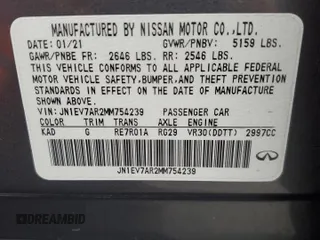 MANUFACTURED BY NISSAN MOTOR CO.,LTD.
DATE: 01/21 GVWR/PNBV: 5159 LBS.
GAWR/PNBE FR: 2646 LBS. RR: 2546 LBS.
THIS VEHICLE CONFORMS TO ALL APPLICABLE FEDERAL
MOTOR VEHICLE SAFETY,BUMPER,AND THEFT PREVENTION
STANDARDS IN EFFECT ON THE DATE OF MANUFACTURE
SHOWN ABOVE.
VIN: JN1EV7AR2MM754239 PASSENGER CAR
COLOR TRIM TRANS AXLE ENGINE
KAD G RE7R01A RG29 VR30(DDTT) 2997CC
JN1EV7AR2MM754239
INFINITI
© DREAMBID